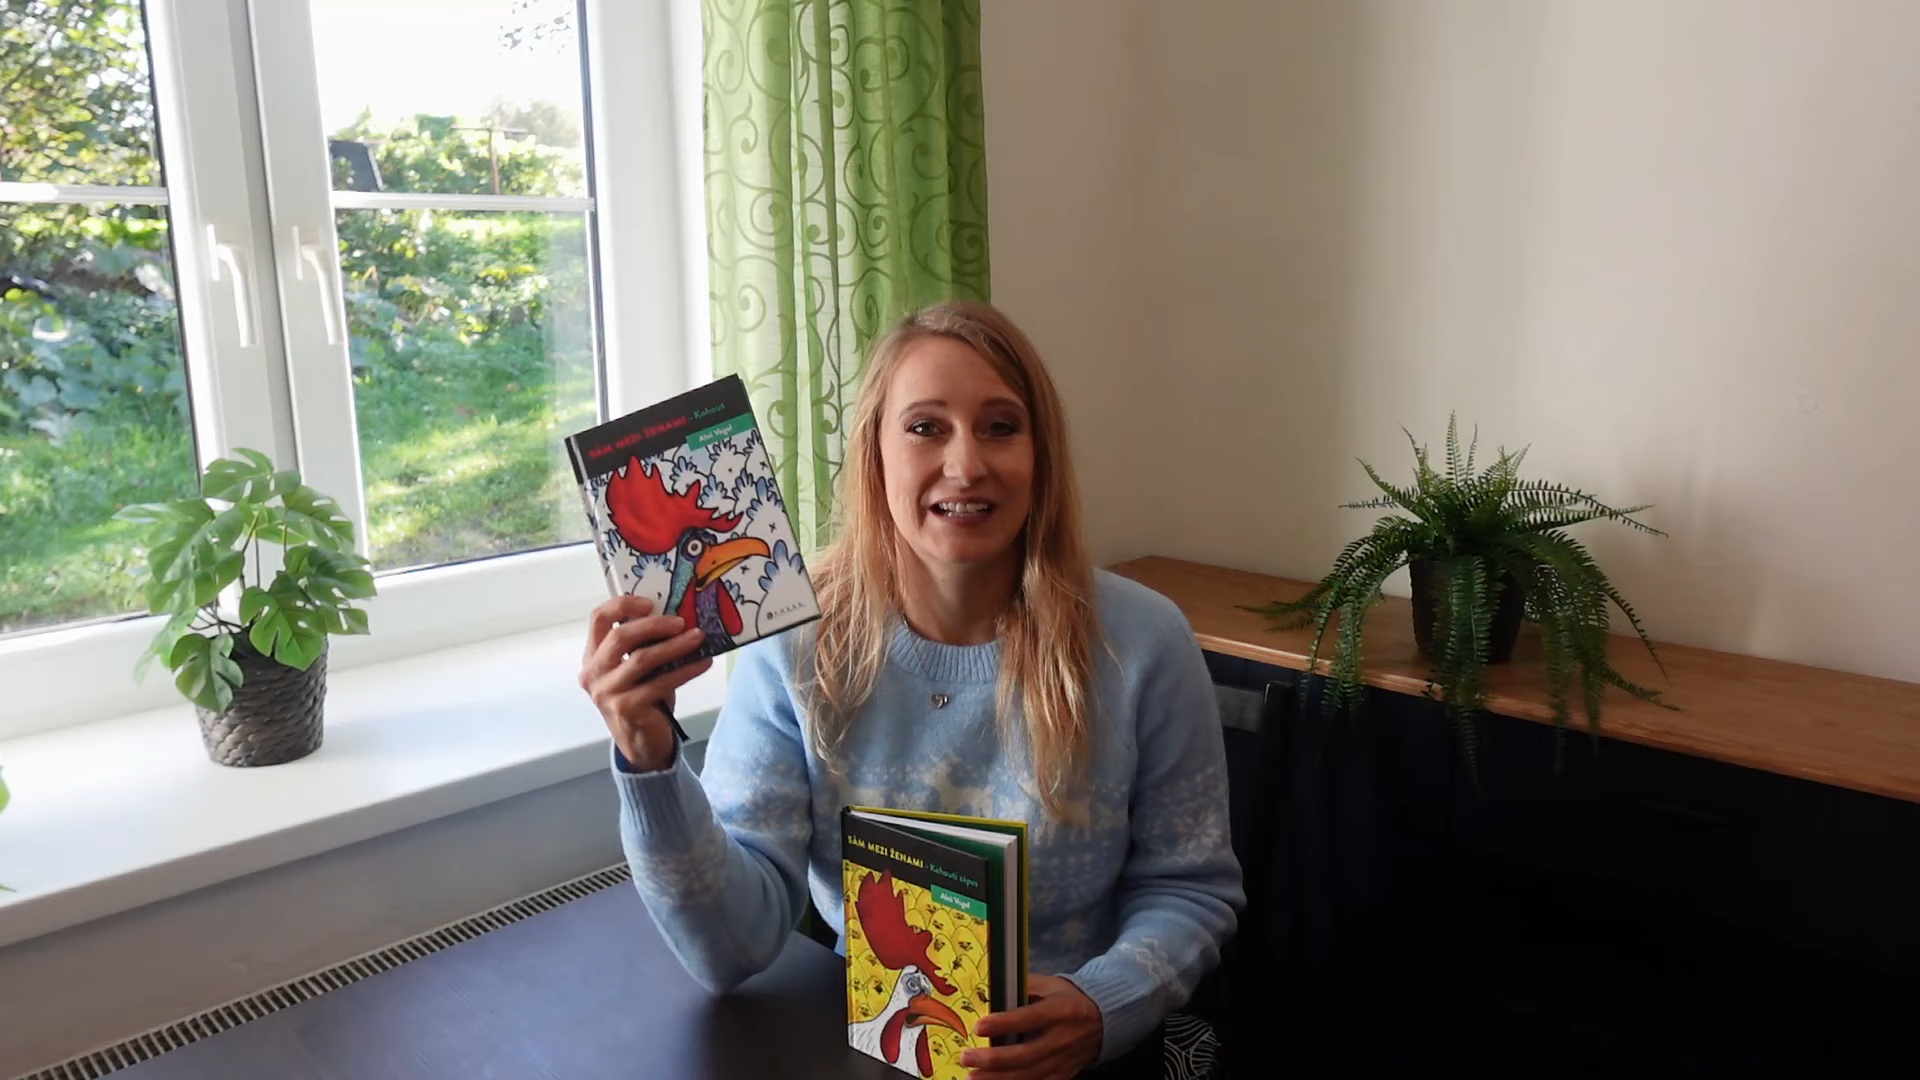 SÁM MEZI ŽENAMI - Kohout
Aleš Vogel
SÁM MEZI ŽENAMI - Kohoutí zápas
Aleš Vogel